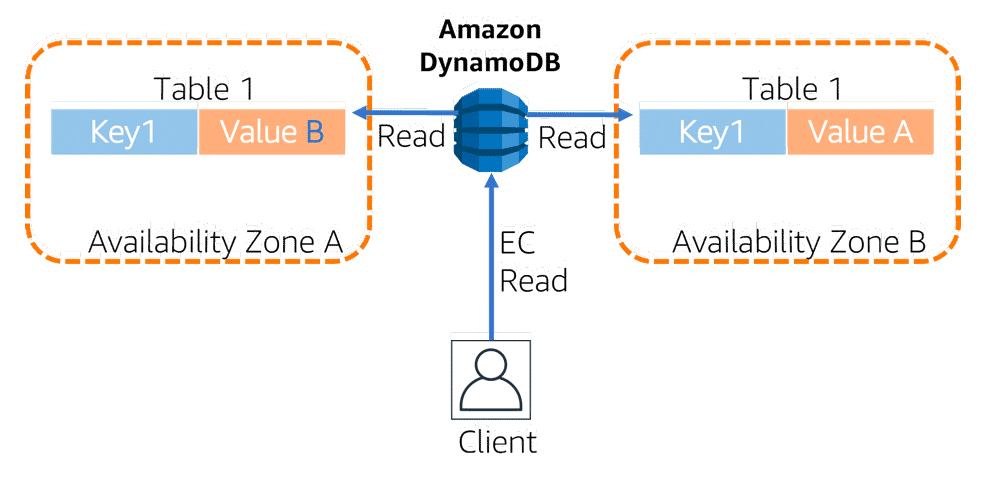 Amazon
DynamoDB
Table 1
Key1 Value B
Availability Zone A
Read
Read
Table 1
Key1 Value A
Availability Zone B
EC
Read
Client